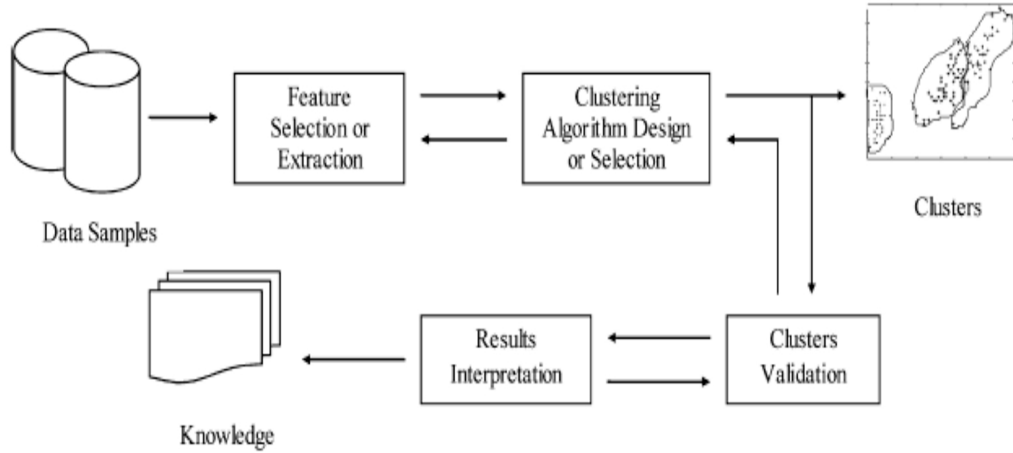 Feature
Selection or
Extraction
Clustering
Algorithm Design
or Selection
Clusters
Data Samples
Results
Interpretation
Clusters
Validation
Knowledge